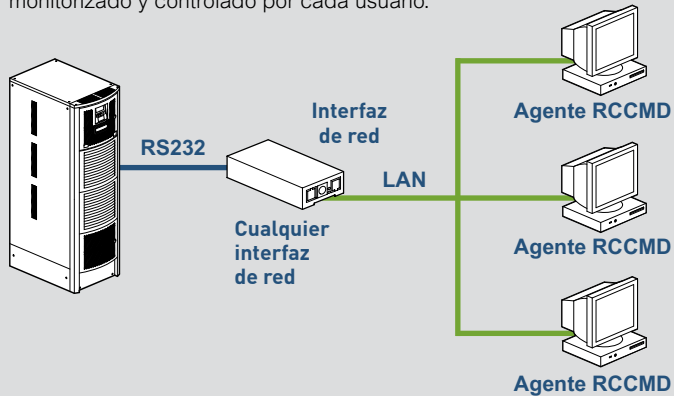 monitorizado y controlado por cada usuario.
Interfaz
de red
RS232
LAN
Cualquier
interfaz
de red
Agente RCCMD
Agente RCCMD
Agente RCCMD